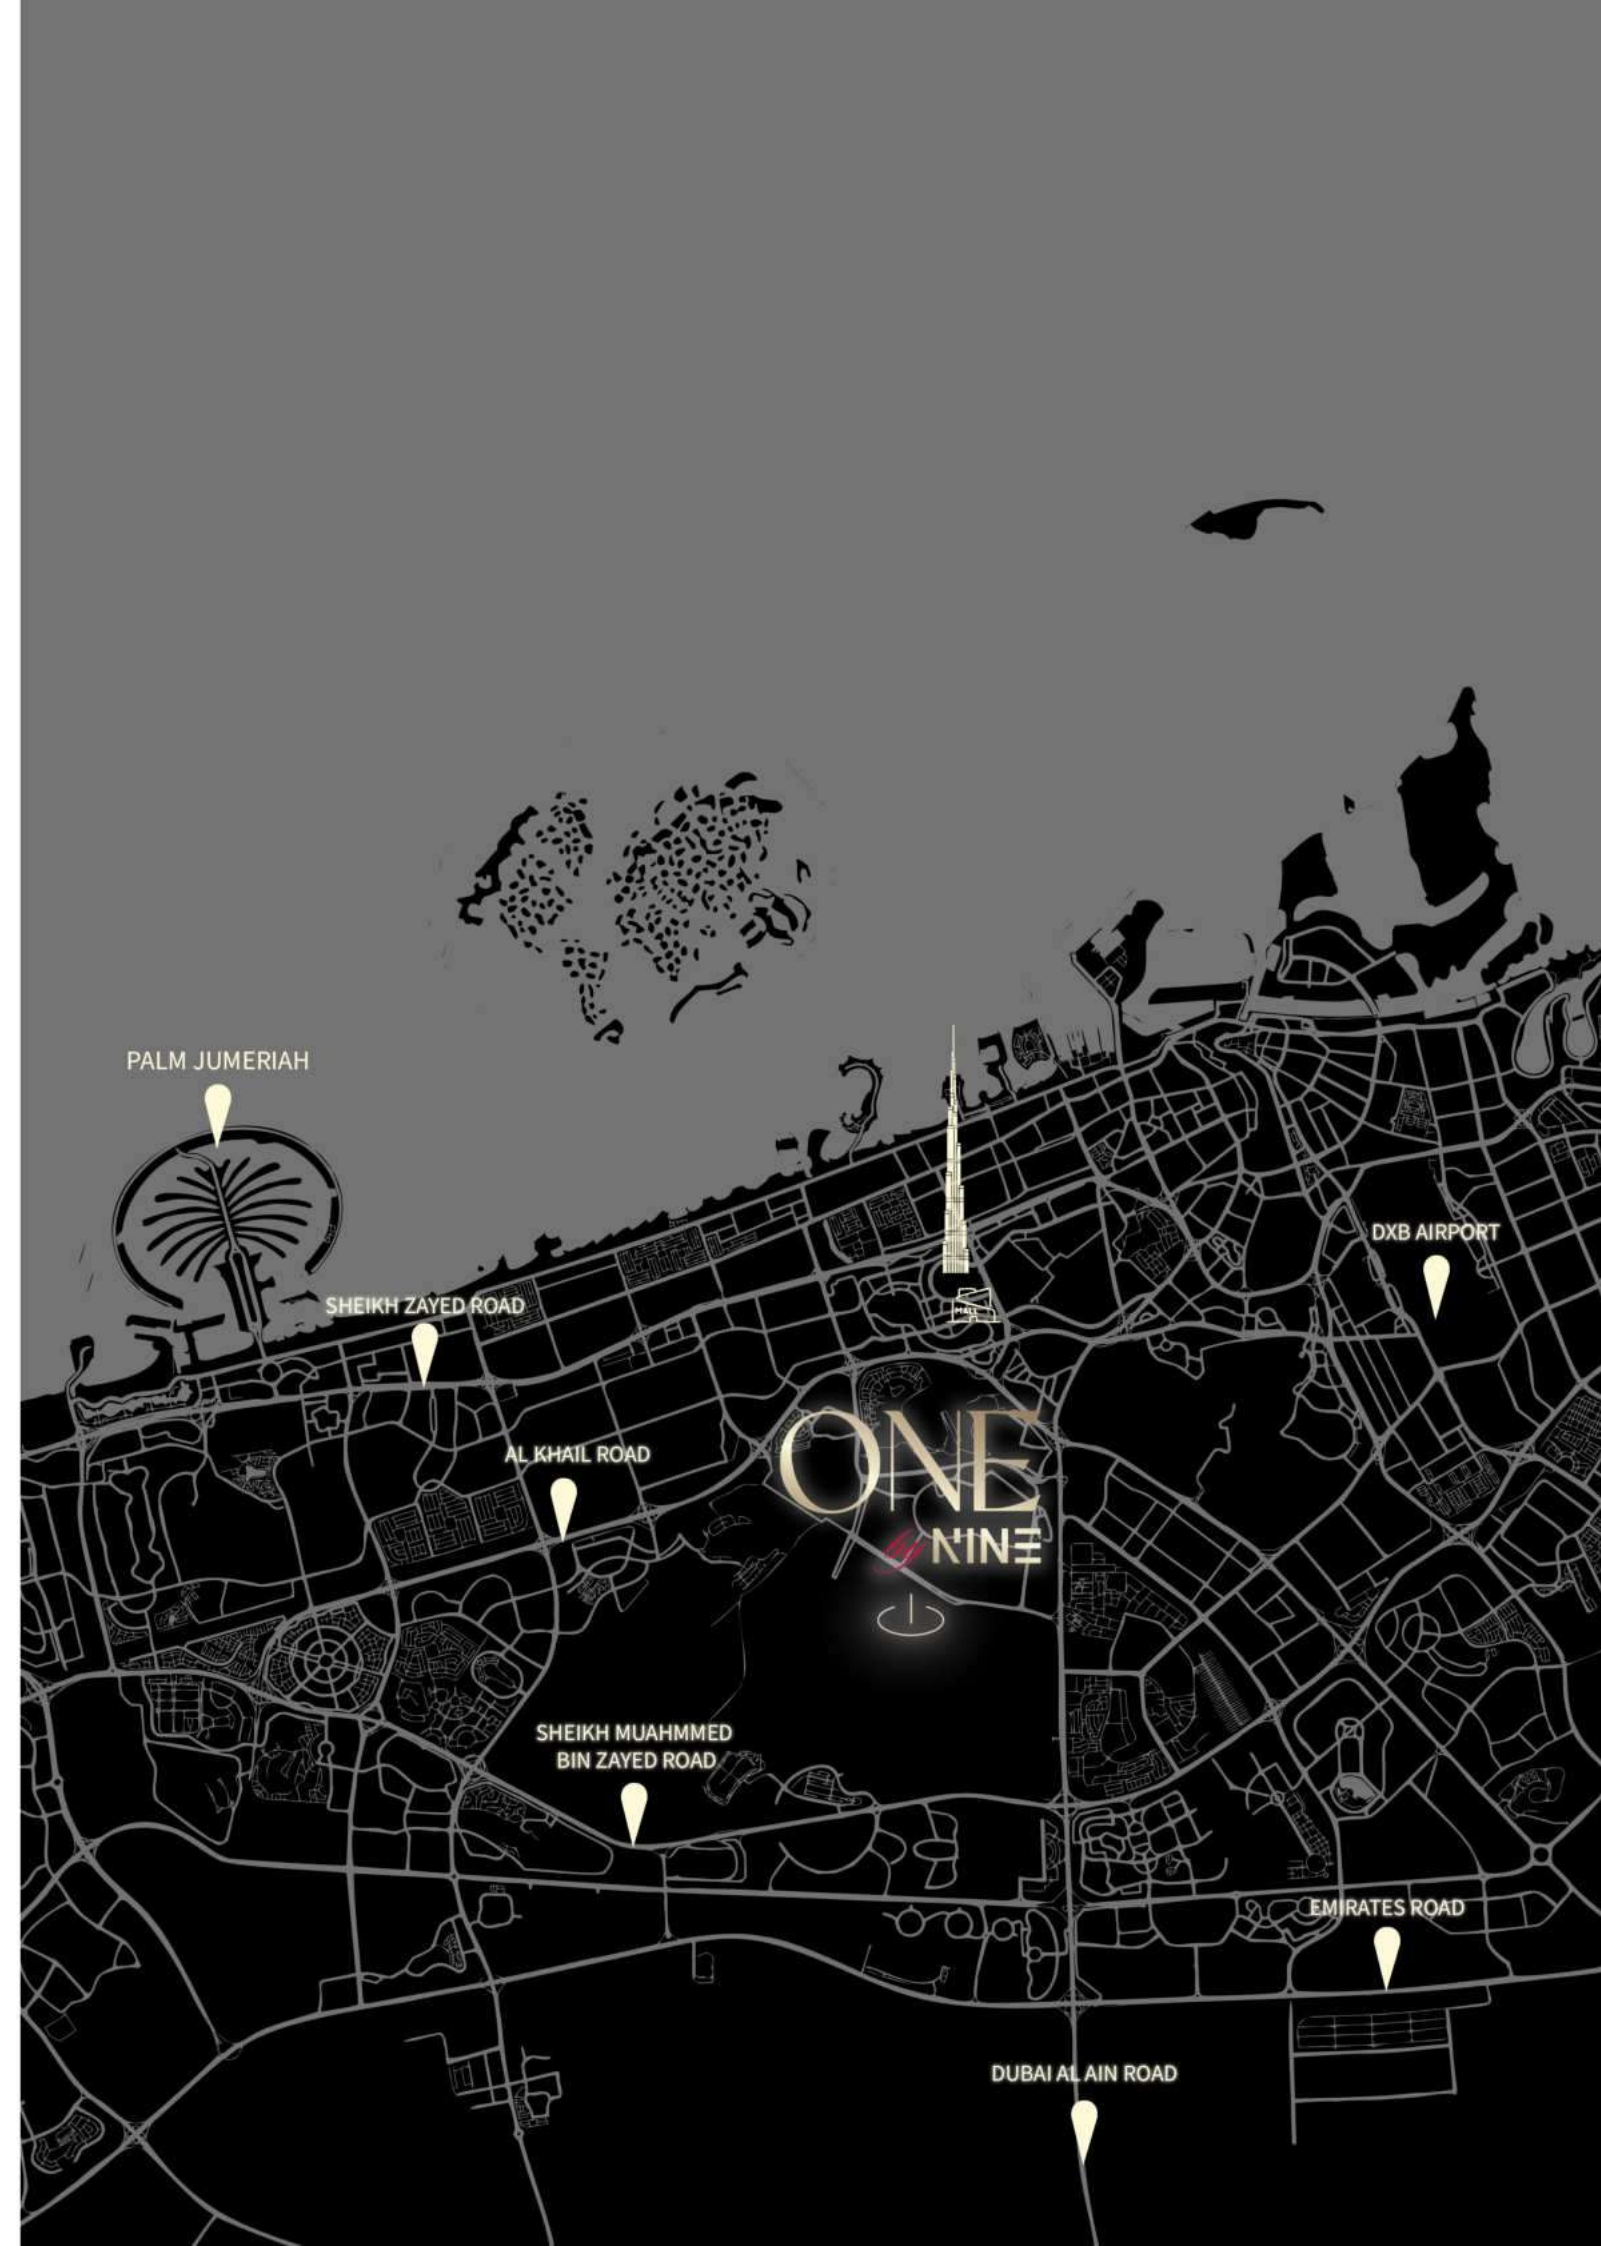 PALM JUMERIAH
DXB AIRPORT
SHEIKH ZAYED ROAD
MALL
AL KHAIL ROAD
ONE
by NINE
SHEIKH MUAHMMED
BIN ZAYED ROAD
EMIRATES ROAD
DUBAI AL AIN ROAD